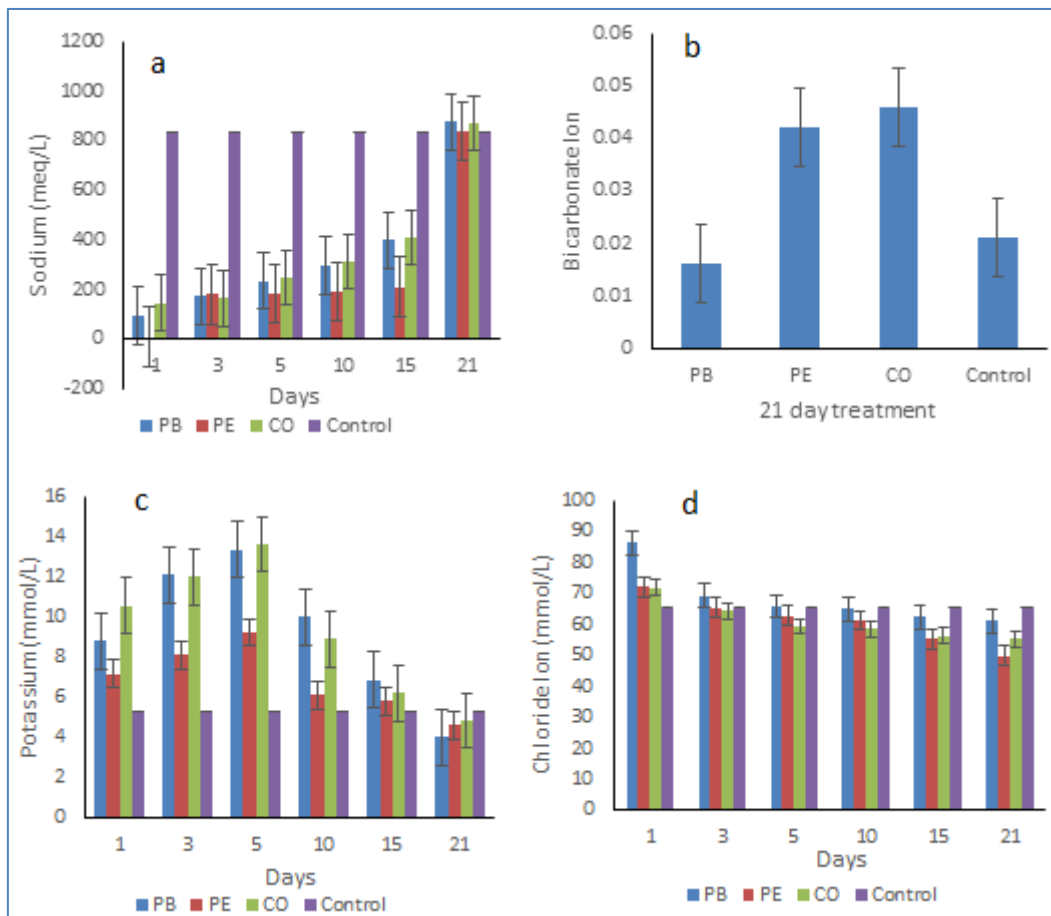 a
Sodium (meq/L)
1200
1000
800
600
400
200
0
-200
1 3 5 10 15 21
Days
PB PE CO Control
b
BicarbonateIon
0.06
0.05
0.04
0.03
0.02
0.01
0
PB PE CO Control
21 day treatment
c
Potassium (mmol/L)
16
14
12
10
8
6
4
2
0
1 3 5 10 15 21
Days
PB PE CO Control
d
ChlorideIon (mmol/L)
100
90
80
70
60
50
40
30
20
10
0
1 3 5 10 15 21
Days
PB PE CO Control